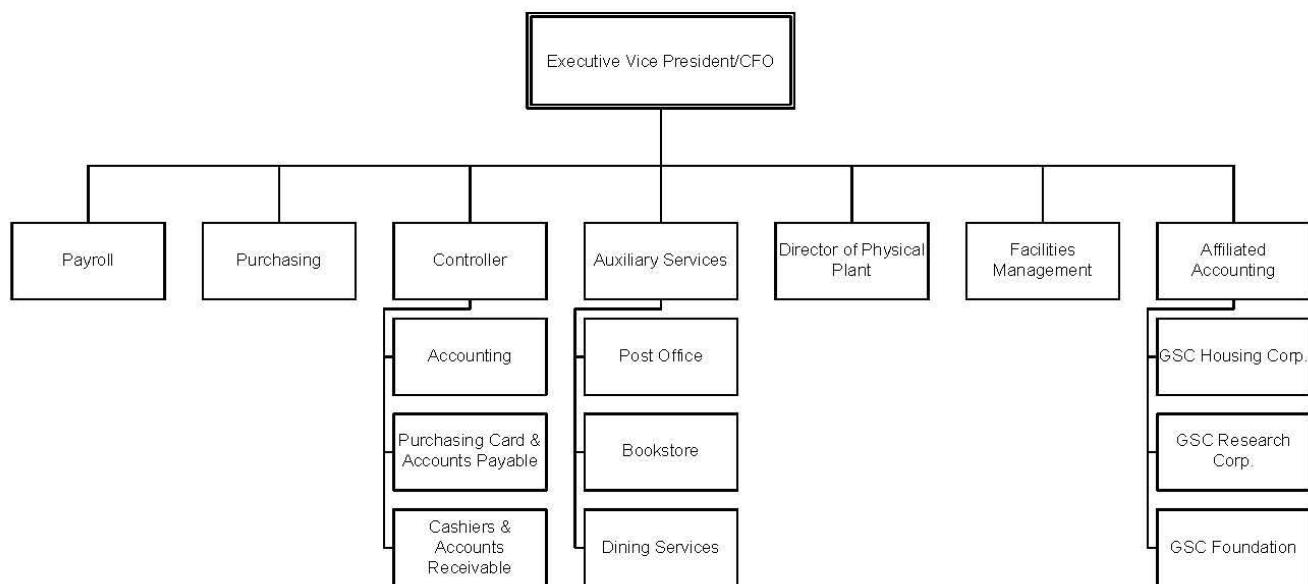 Executive Vice President/CFO
Payroll
Purchasing
Controller
Auxiliary Services
Director of Physical
Plant
Facilities
Management
Affiliated
Accounting
Accounting
Purchasing Card &
Accounts Payable
Cashiers &
Accounts
Receivable
Post Office
Bookstore
Dining Services
GSC Housing Corp.
GSC Research
Corp.
GSC Foundation